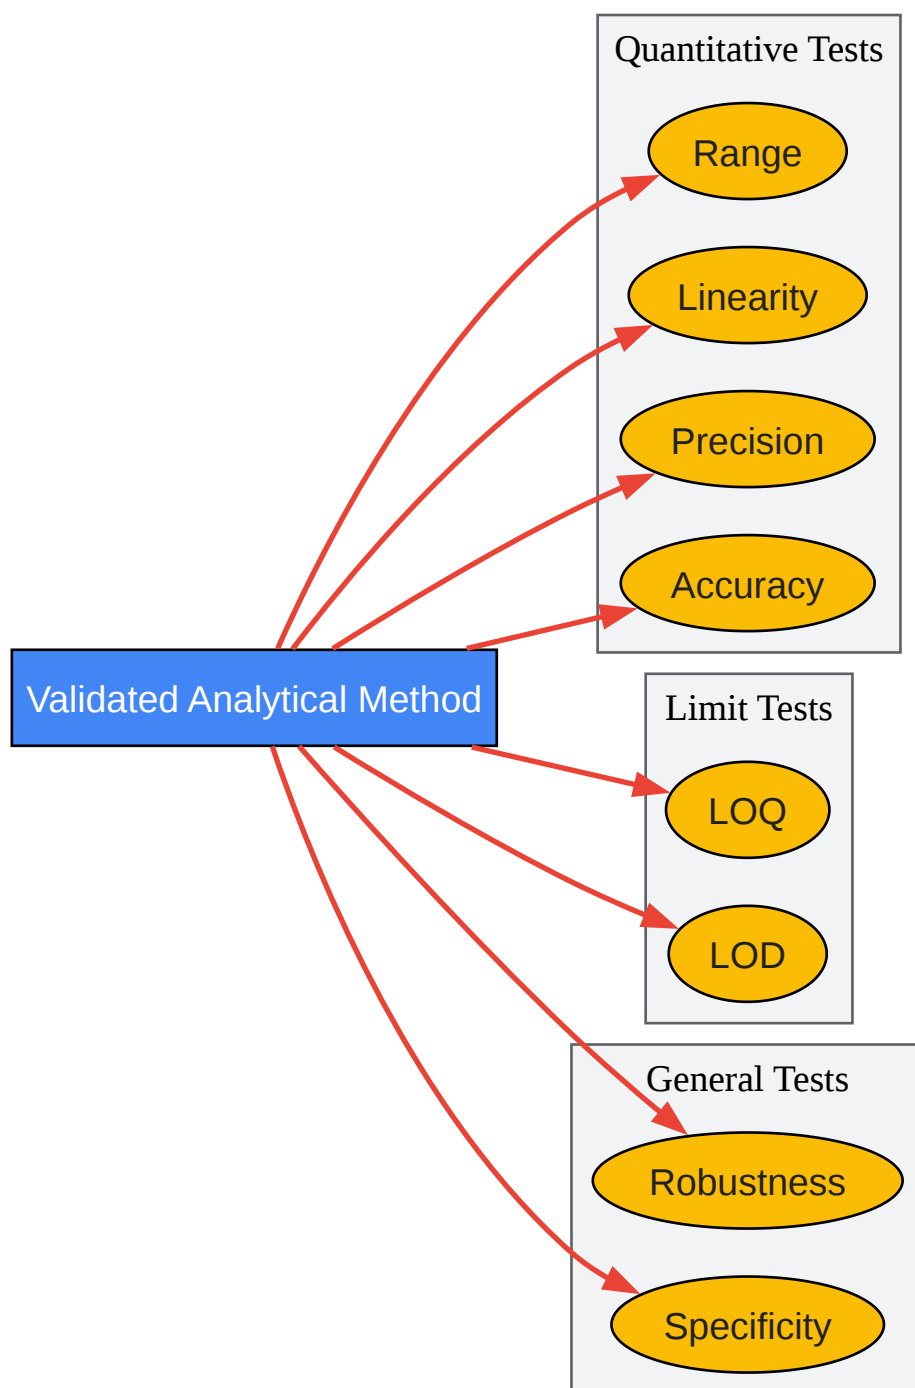 Quantitative Tests
Range
Linearity
Precision
Accuracy
Validated Analytical Method
Limit Tests
LOQ
LOD
General Tests
Robustness
Specificity